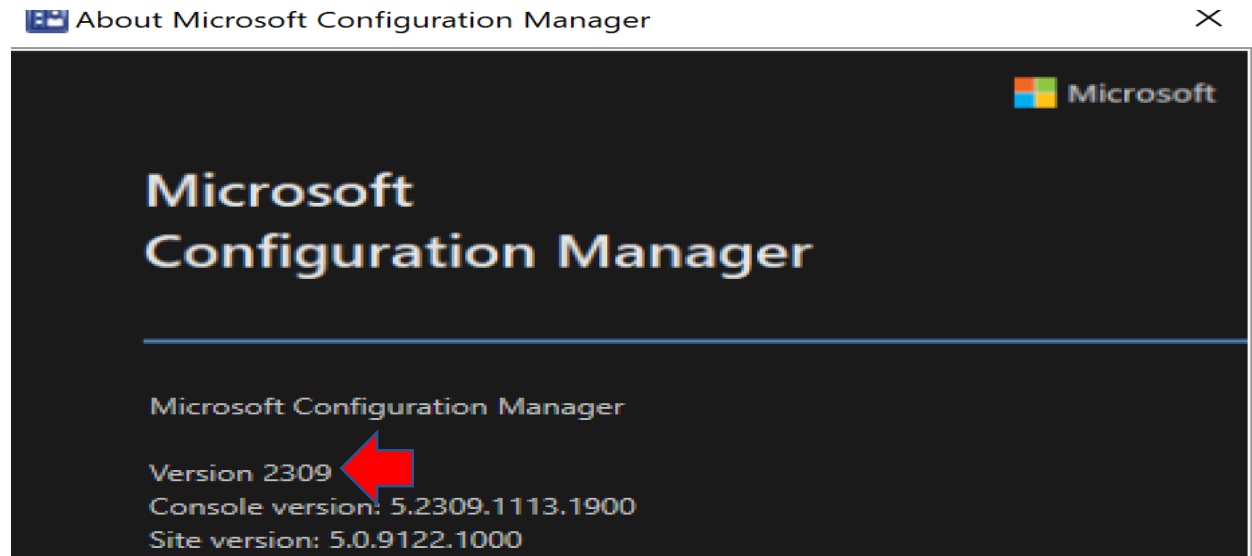 About Microsoft Configuration Manager
Microsoft
Microsoft
Configuration Manager
Microsoft Configuration Manager
Version 2309
Console version: 5.2309.1113.1900
Site version: 5.0.9122.1000